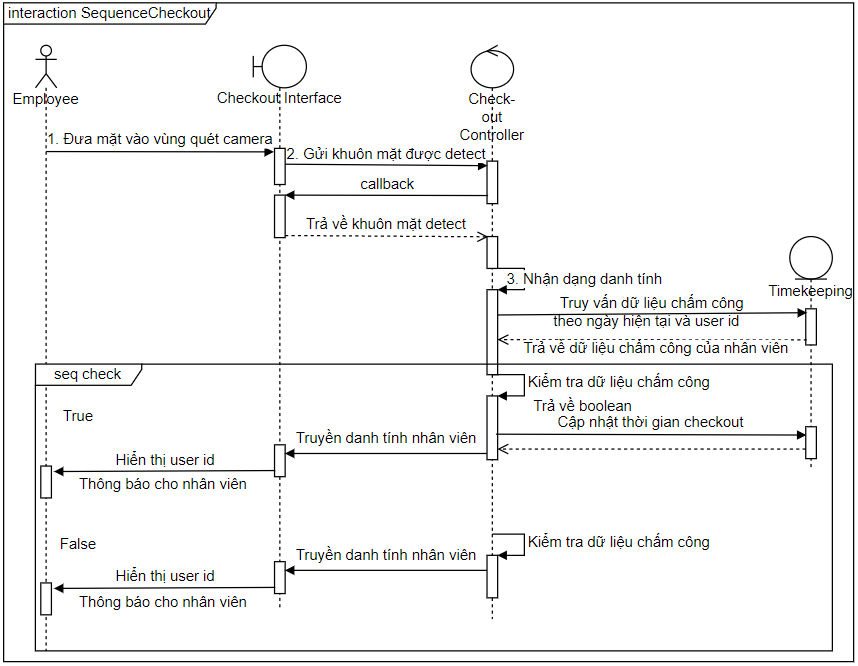 interaction SequenceCheckout
Employee
Checkout Interface
Check-
out
Controller
1. Đưa mặt vào vùng quét camera
2. Gửi khuôn mặt được detect
callback
Trả về khuôn mặt detect
3. Nhận dạng danh tính
Timekeeping
Truy vấn dữ liệu chấm công
theo ngày hiện tại và user id
Trả về dữ liệu chấm công của nhân viên
seq check
Kiểm tra dữ liệu chấm công
Trả về boolean
True
Cập nhật thời gian checkout
Truyền danh tính nhân viên
Hiển thị user id
Thông báo cho nhân viên
False
Kiểm tra dữ liệu chấm công
Truyền danh tính nhân viên
Hiển thị user id
Thông báo cho nhân viên